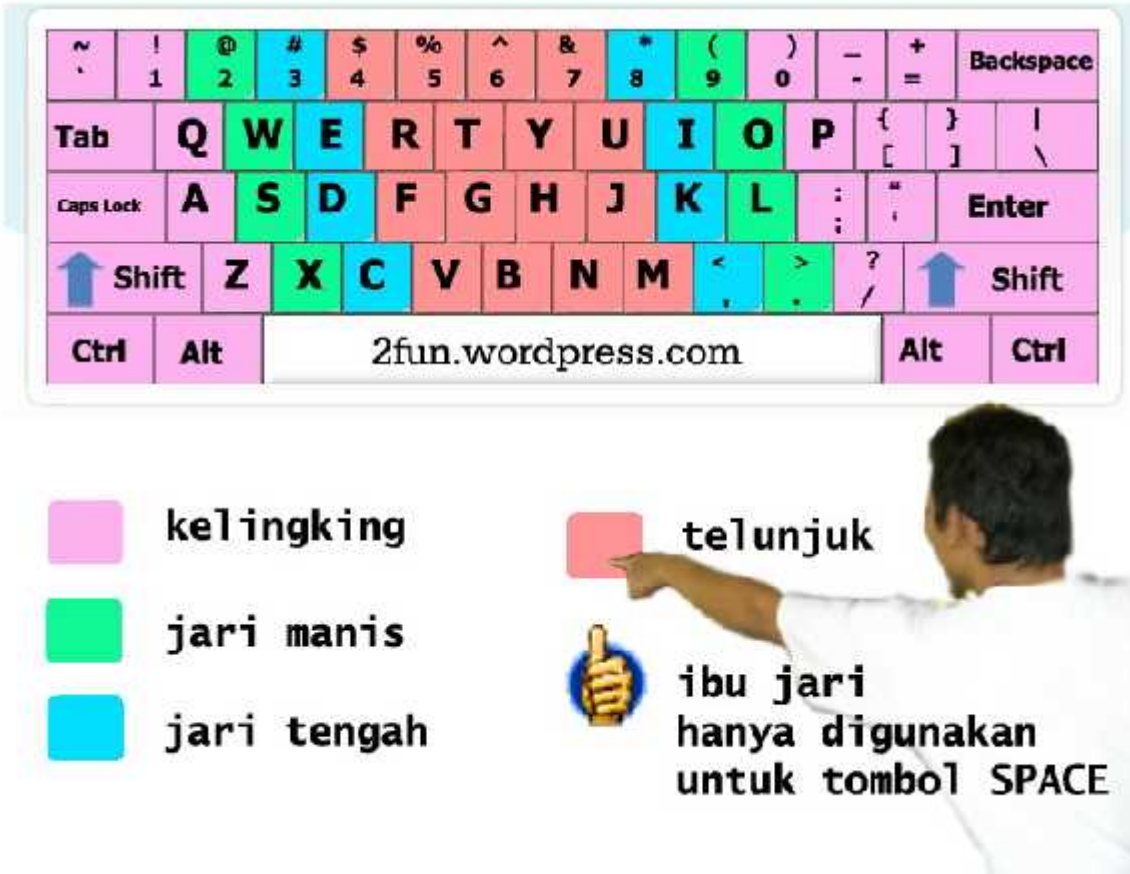 ~ ! @ # $ % ^ & * ( ) _ + Backspace
` 1 2 3 4 5 6 7 8 9 0 - =
Tab Q W E R T Y U I O P { } |
[ ] \
Caps Lock A S D F G H J K L : " Enter
; '
Shift Z X C V B N M < > ? Shift
, . /
Ctrl Alt 2fun.wordpress.com Alt Ctrl
kelingking
telunjuk
jari manis
jari tengah
ibu jari
hanya digunakan
untuk tombol SPACE